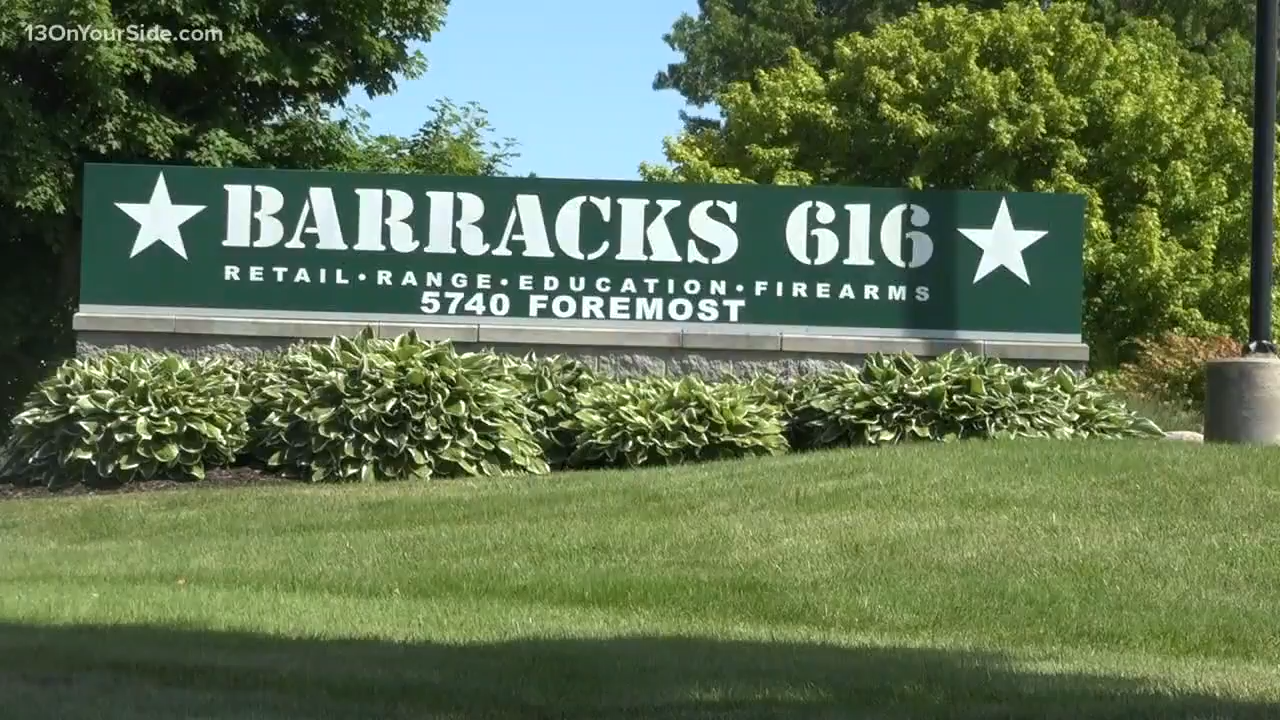 13OnYourSide.com
BARRACKS 616
RETAIL • RANGE • EDUCATION • FIREARMS
5740 FOREMOST